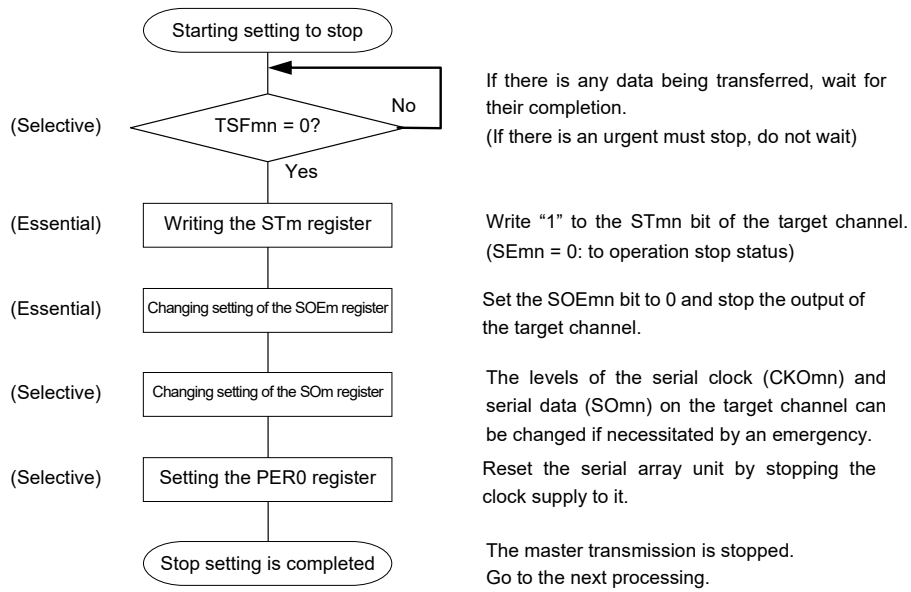 Starting setting to stop
No
If there is any data being transferred, wait for
their completion.
(If there is an urgent must stop, do not wait)
(Selective)
TSFmn = 0?
Yes
(Essential)
Writing the STm register
Write “1” to the STmn bit of the target channel.
(SEmn = 0: to operation stop status)
(Essential)
Changing setting of the SOEm register
Set the SOEmn bit to 0 and stop the output of
the target channel.
(Selective)
Changing setting of the SOm register
The levels of the serial clock (CKOmn) and
serial data (SOmn) on the target channel can
be changed if necessitated by an emergency.
(Selective)
Setting the PER0 register
Reset the serial array unit by stopping the
clock supply to it.
Stop setting is completed
The master transmission is stopped.
Go to the next processing.